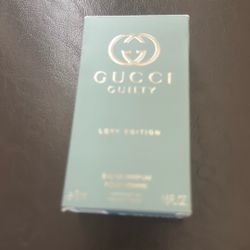 GUCCI
GUILTY
LOVE EDITION
EAU DE PARFUM
POUR HOMME